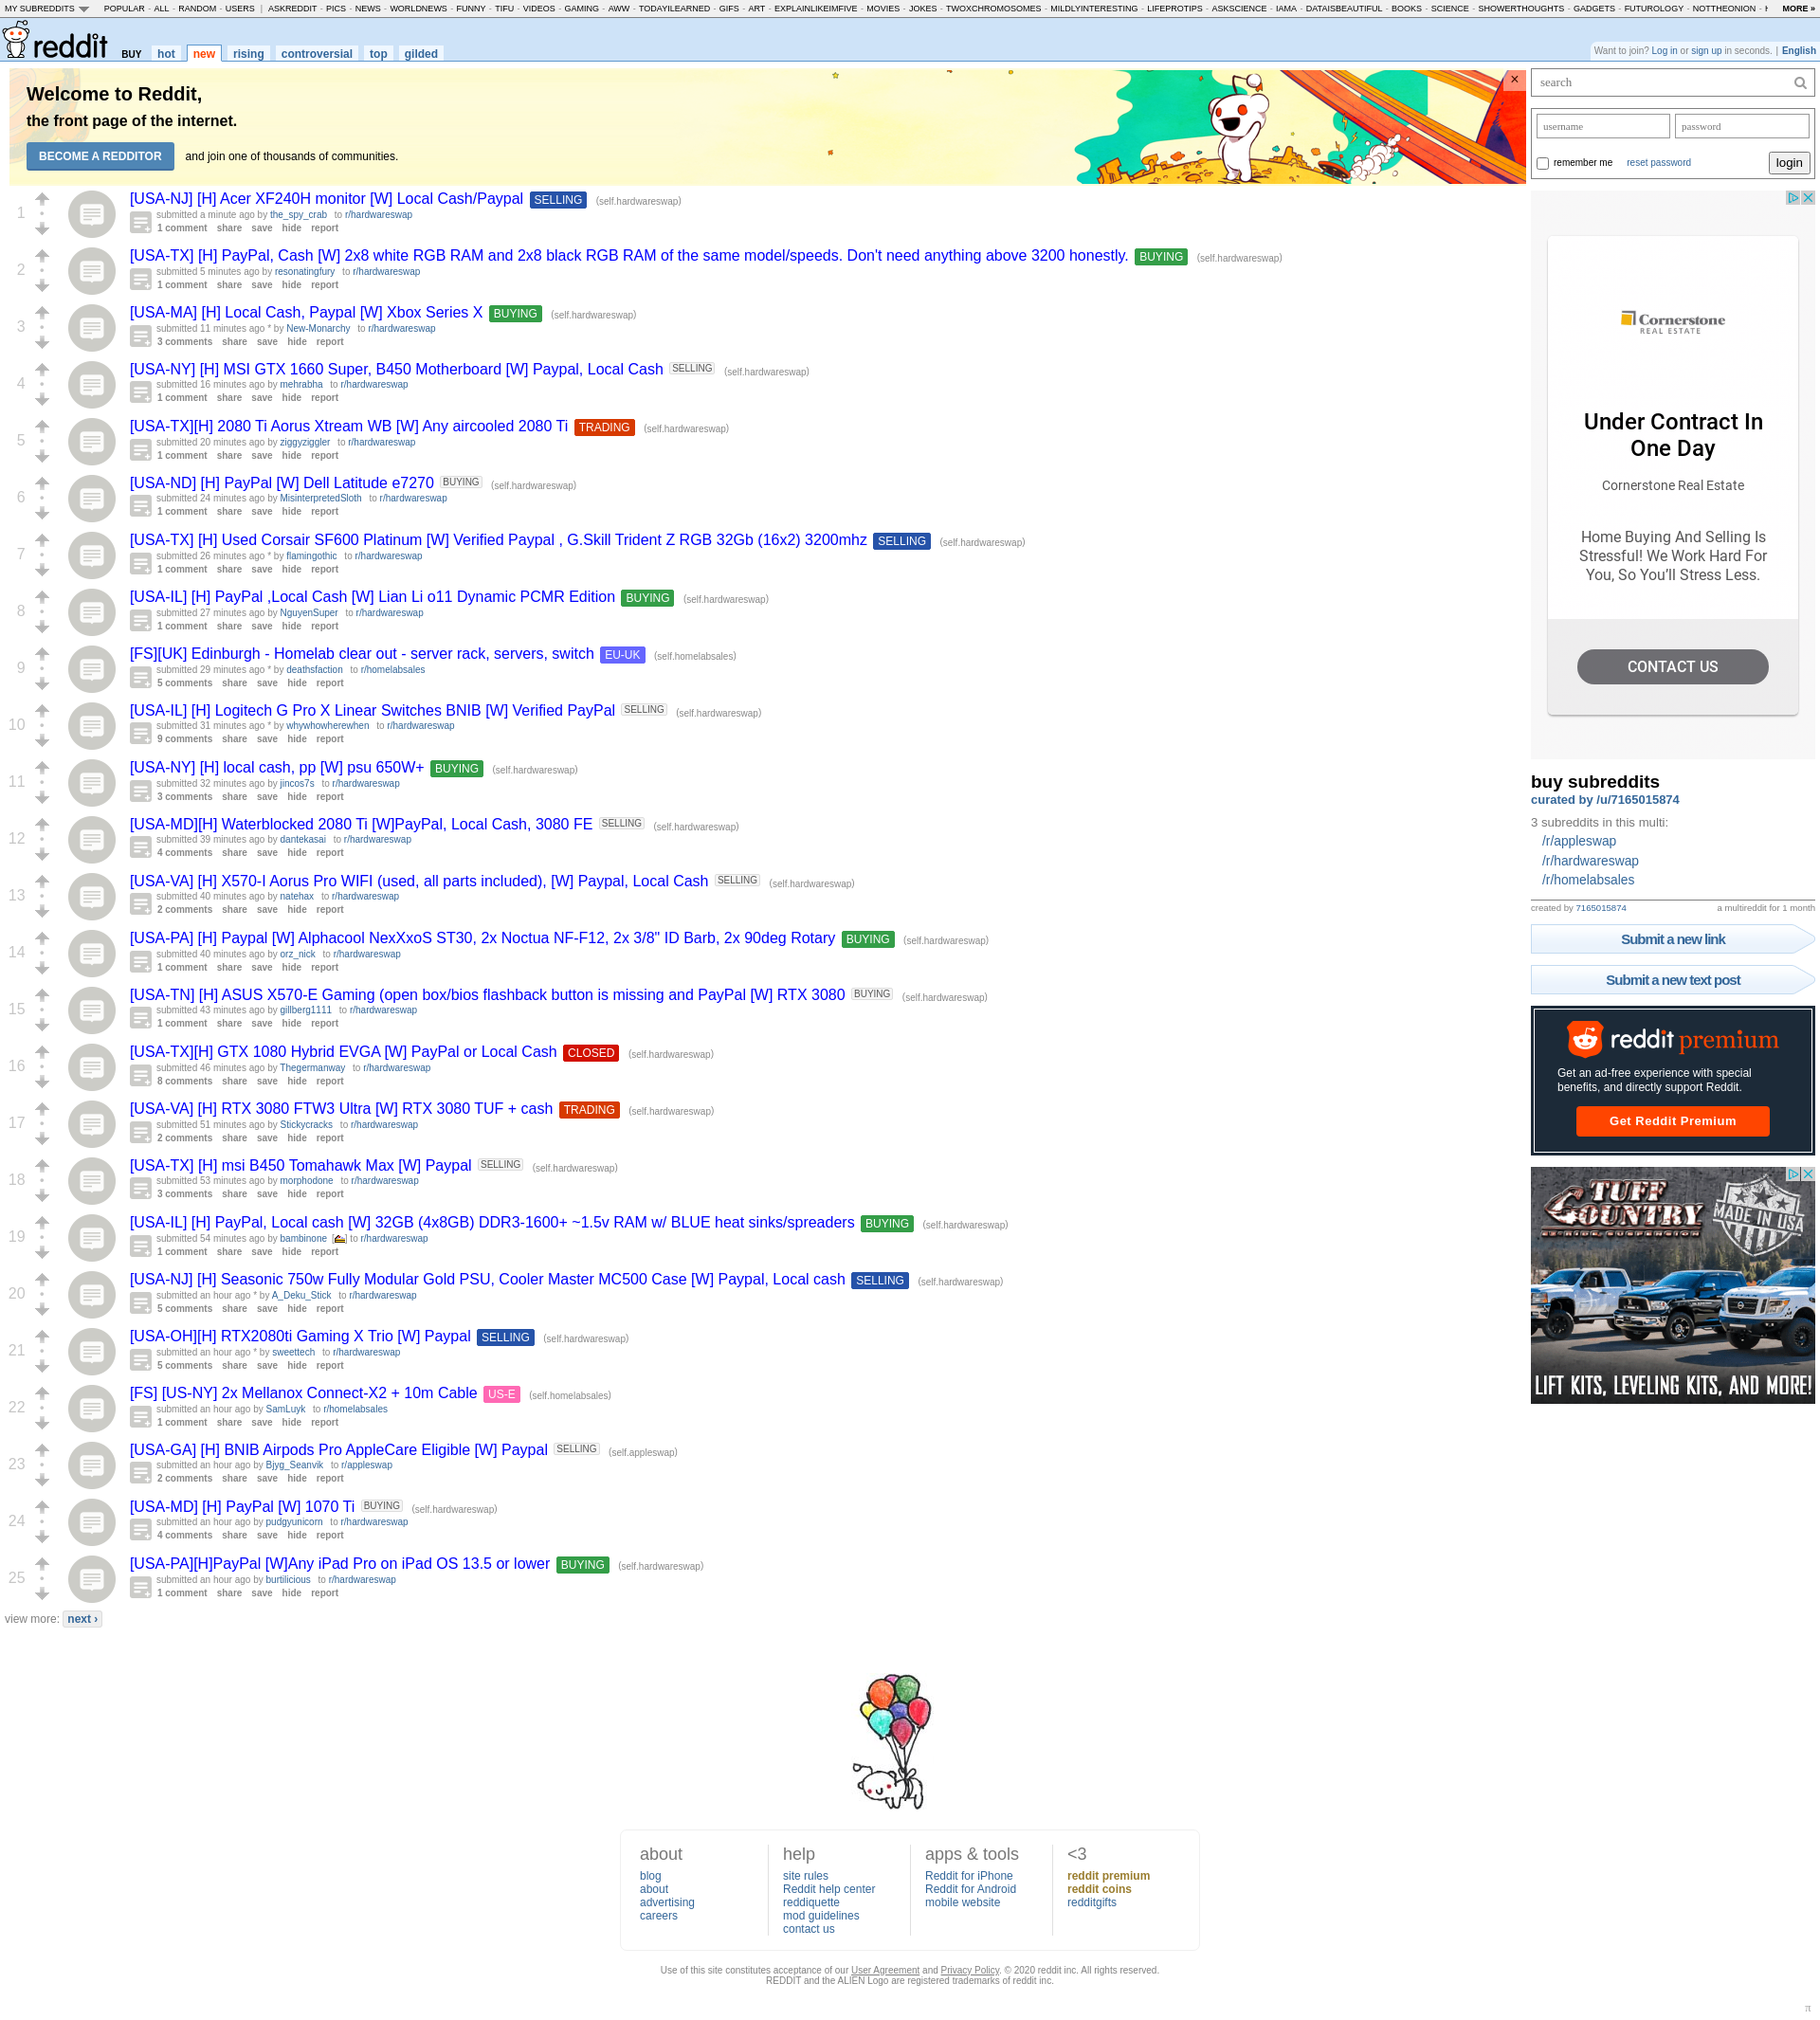 MY SUBREDDITS POPULAR - ALL - RANDOM - USERS | ASKREDDIT - PICS - NEWS - WORLDNEWS - FUNNY - TIFU - VIDEOS - GAMING - AWW - TODAYILEARNED - GIFS - ART - EXPLAINLIKEIMFIVE - MOVIES - JOKES - TWOXCHROMOSOMES - MILDLYINTERESTING - LIFEPROTIPS - ASKSCIENCE - IAMA - DATAISBEAUTIFUL - BOOKS - SCIENCE - SHOWERTHOUGHTS - GADGETS - FUTUROLOGY - NOTTHEONION - MORE »
reddit BUY hot new rising controversial top gilded
Want to join? Log in or sign up in seconds. | English
Welcome to Reddit,
the front page of the internet.
BECOME A REDDITOR and join one of thousands of communities.
×
1
[USA-NJ] [H] Acer XF240H monitor [W] Local Cash/Paypal SELLING (self.hardwareswap)
submitted a minute ago by the_spy_crab to r/hardwareswap
1 comment share save hide report
2
[USA-TX] [H] PayPal, Cash [W] 2x8 white RGB RAM and 2x8 black RGB RAM of the same model/speeds. Don't need anything above 3200 honestly. BUYING (self.hardwareswap)
submitted 5 minutes ago by resonatingfury to r/hardwareswap
1 comment share save hide report
3
[USA-MA] [H] Local Cash, Paypal [W] Xbox Series X BUYING (self.hardwareswap)
submitted 11 minutes ago * by New-Monarchy to r/hardwareswap
3 comments share save hide report
4
[USA-NY] [H] MSI GTX 1660 Super, B450 Motherboard [W] Paypal, Local Cash SELLING (self.hardwareswap)
submitted 16 minutes ago by mehrabha to r/hardwareswap
1 comment share save hide report
5
[USA-TX][H] 2080 Ti Aorus Xtream WB [W] Any aircooled 2080 Ti TRADING (self.hardwareswap)
submitted 20 minutes ago by ziggyziggler to r/hardwareswap
1 comment share save hide report
6
[USA-ND] [H] PayPal [W] Dell Latitude e7270 BUYING (self.hardwareswap)
submitted 24 minutes ago by MisinterpretedSloth to r/hardwareswap
1 comment share save hide report
7
[USA-TX] [H] Used Corsair SF600 Platinum [W] Verified Paypal , G.Skill Trident Z RGB 32Gb (16x2) 3200mhz SELLING (self.hardwareswap)
submitted 26 minutes ago * by flamingothic to r/hardwareswap
1 comment share save hide report
8
[USA-IL] [H] PayPal ,Local Cash [W] Lian Li o11 Dynamic PCMR Edition BUYING (self.hardwareswap)
submitted 27 minutes ago by NguyenSuper to r/hardwareswap
1 comment share save hide report
9
[FS][UK] Edinburgh - Homelab clear out - server rack, servers, switch EU-UK (self.homelabsales)
submitted 29 minutes ago * by deathsfaction to r/homelabsales
5 comments share save hide report
10
[USA-IL] [H] Logitech G Pro X Linear Switches BNIB [W] Verified PayPal SELLING (self.hardwareswap)
submitted 31 minutes ago * by whywhowherewhen to r/hardwareswap
9 comments share save hide report
11
[USA-NY] [H] local cash, pp [W] psu 650W+ BUYING (self.hardwareswap)
submitted 32 minutes ago by jincos7s to r/hardwareswap
3 comments share save hide report
12
[USA-MD][H] Waterblocked 2080 Ti [W]PayPal, Local Cash, 3080 FE SELLING (self.hardwareswap)
submitted 39 minutes ago by dantekasai to r/hardwareswap
4 comments share save hide report
13
[USA-VA] [H] X570-I Aorus Pro WIFI (used, all parts included), [W] Paypal, Local Cash SELLING (self.hardwareswap)
submitted 40 minutes ago by natehax to r/hardwareswap
2 comments share save hide report
14
[USA-PA] [H] Paypal [W] Alphacool NexXxoS ST30, 2x Noctua NF-F12, 2x 3/8" ID Barb, 2x 90deg Rotary BUYING (self.hardwareswap)
submitted 40 minutes ago by orz_nick to r/hardwareswap
1 comment share save hide report
15
[USA-TN] [H] ASUS X570-E Gaming (open box/bios flashback button is missing and PayPal [W] RTX 3080 BUYING (self.hardwareswap)
submitted 43 minutes ago by gillberg1111 to r/hardwareswap
1 comment share save hide report
16
[USA-TX][H] GTX 1080 Hybrid EVGA [W] PayPal or Local Cash CLOSED (self.hardwareswap)
submitted 46 minutes ago by Thegermanway to r/hardwareswap
8 comments share save hide report
17
[USA-VA] [H] RTX 3080 FTW3 Ultra [W] RTX 3080 TUF + cash TRADING (self.hardwareswap)
submitted 51 minutes ago by Stickycracks to r/hardwareswap
2 comments share save hide report
18
[USA-TX] [H] msi B450 Tomahawk Max [W] Paypal SELLING (self.hardwareswap)
submitted 53 minutes ago by morphodone to r/hardwareswap
3 comments share save hide report
19
[USA-IL] [H] PayPal, Local cash [W] 32GB (4x8GB) DDR3-1600+ ~1.5v RAM w/ BLUE heat sinks/spreaders BUYING (self.hardwareswap)
submitted 54 minutes ago by bambinone [ ] to r/hardwareswap
1 comment share save hide report
20
[USA-NJ] [H] Seasonic 750w Fully Modular Gold PSU, Cooler Master MC500 Case [W] Paypal, Local cash SELLING (self.hardwareswap)
submitted an hour ago * by A_Deku_Stick to r/hardwareswap
5 comments share save hide report
21
[USA-OH][H] RTX2080ti Gaming X Trio [W] Paypal SELLING (self.hardwareswap)
submitted an hour ago * by sweettech to r/hardwareswap
5 comments share save hide report
22
[FS] [US-NY] 2x Mellanox Connect-X2 + 10m Cable US-E (self.homelabsales)
submitted an hour ago by SamLuyk to r/homelabsales
1 comment share save hide report
23
[USA-GA] [H] BNIB Airpods Pro AppleCare Eligible [W] Paypal SELLING (self.appleswap)
submitted an hour ago by Bjyg_Seanvik to r/appleswap
2 comments share save hide report
24
[USA-MD] [H] PayPal [W] 1070 Ti BUYING (self.hardwareswap)
submitted an hour ago by pudgyunicorn to r/hardwareswap
4 comments share save hide report
25
[USA-PA][H]PayPal [W]Any iPad Pro on iPad OS 13.5 or lower BUYING (self.hardwareswap)
submitted an hour ago by burtilicious to r/hardwareswap
1 comment share save hide report
view more: next ›
search
username password
remember me reset password login
Cornerstone
REAL ESTATE
Under Contract In
One Day
Cornerstone Real Estate
Home Buying And Selling Is
Stressful! We Work Hard For
You, So You'll Stress Less.
CONTACT US
buy subreddits
curated by /u/7165015874
3 subreddits in this multi:
/r/appleswap
/r/hardwareswap
/r/homelabsales
created by 7165015874 a multireddit for 1 month
Submit a new link
Submit a new text post
reddit premium
Get an ad-free experience with special
benefits, and directly support Reddit.
Get Reddit Premium
TUFF
COUNTRY
EZ-RIDE SUSPENSION
MADE IN USA
LIFT KITS, LEVELING KITS, AND MORE!
about
blog
about
advertising
careers
help
site rules
Reddit help center
reddiquette
mod guidelines
contact us
apps & tools
Reddit for iPhone
Reddit for Android
mobile website
<3
reddit premium
reddit coins
redditgifts
Use of this site constitutes acceptance of our User Agreement and Privacy Policy. © 2020 reddit inc. All rights reserved.
REDDIT and the ALIEN Logo are registered trademarks of reddit inc.
π